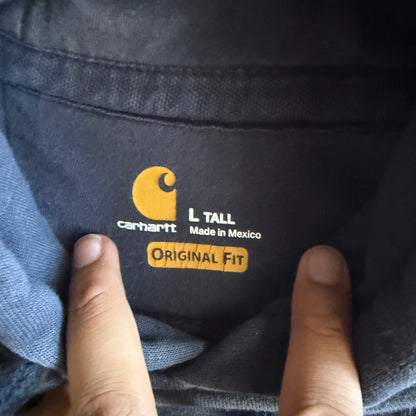 carhartt
L TALL
Made in Mexico
ORIGINAL FIT